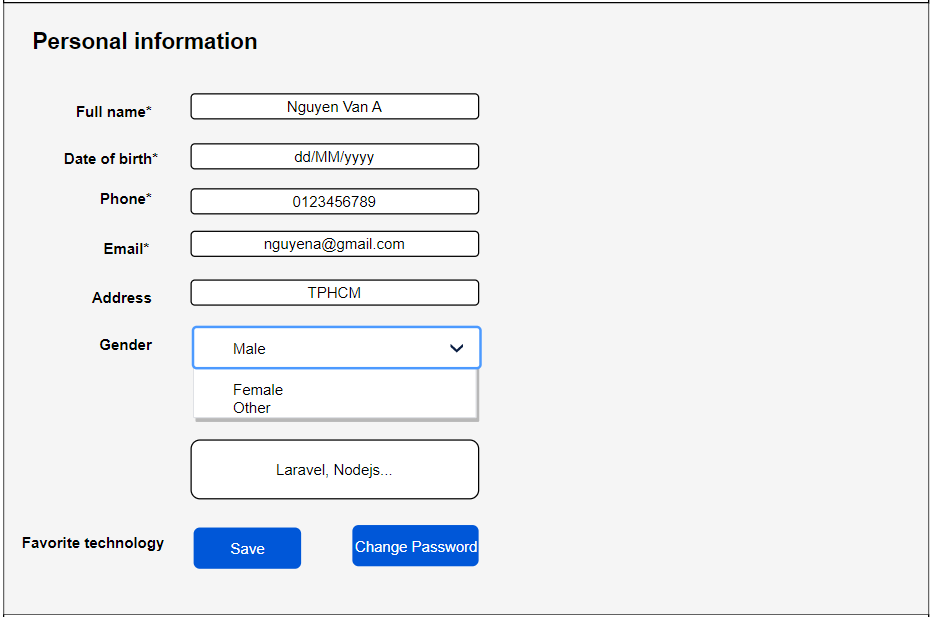 Personal information
Full name* Nguyen Van A
Date of birth* dd/MM/yyyy
Phone* 0123456789
Email* nguyena@gmail.com
Address TPHCM
Gender Male
Female
Other
Laravel, Nodejs...
Favorite technology Save Change Password